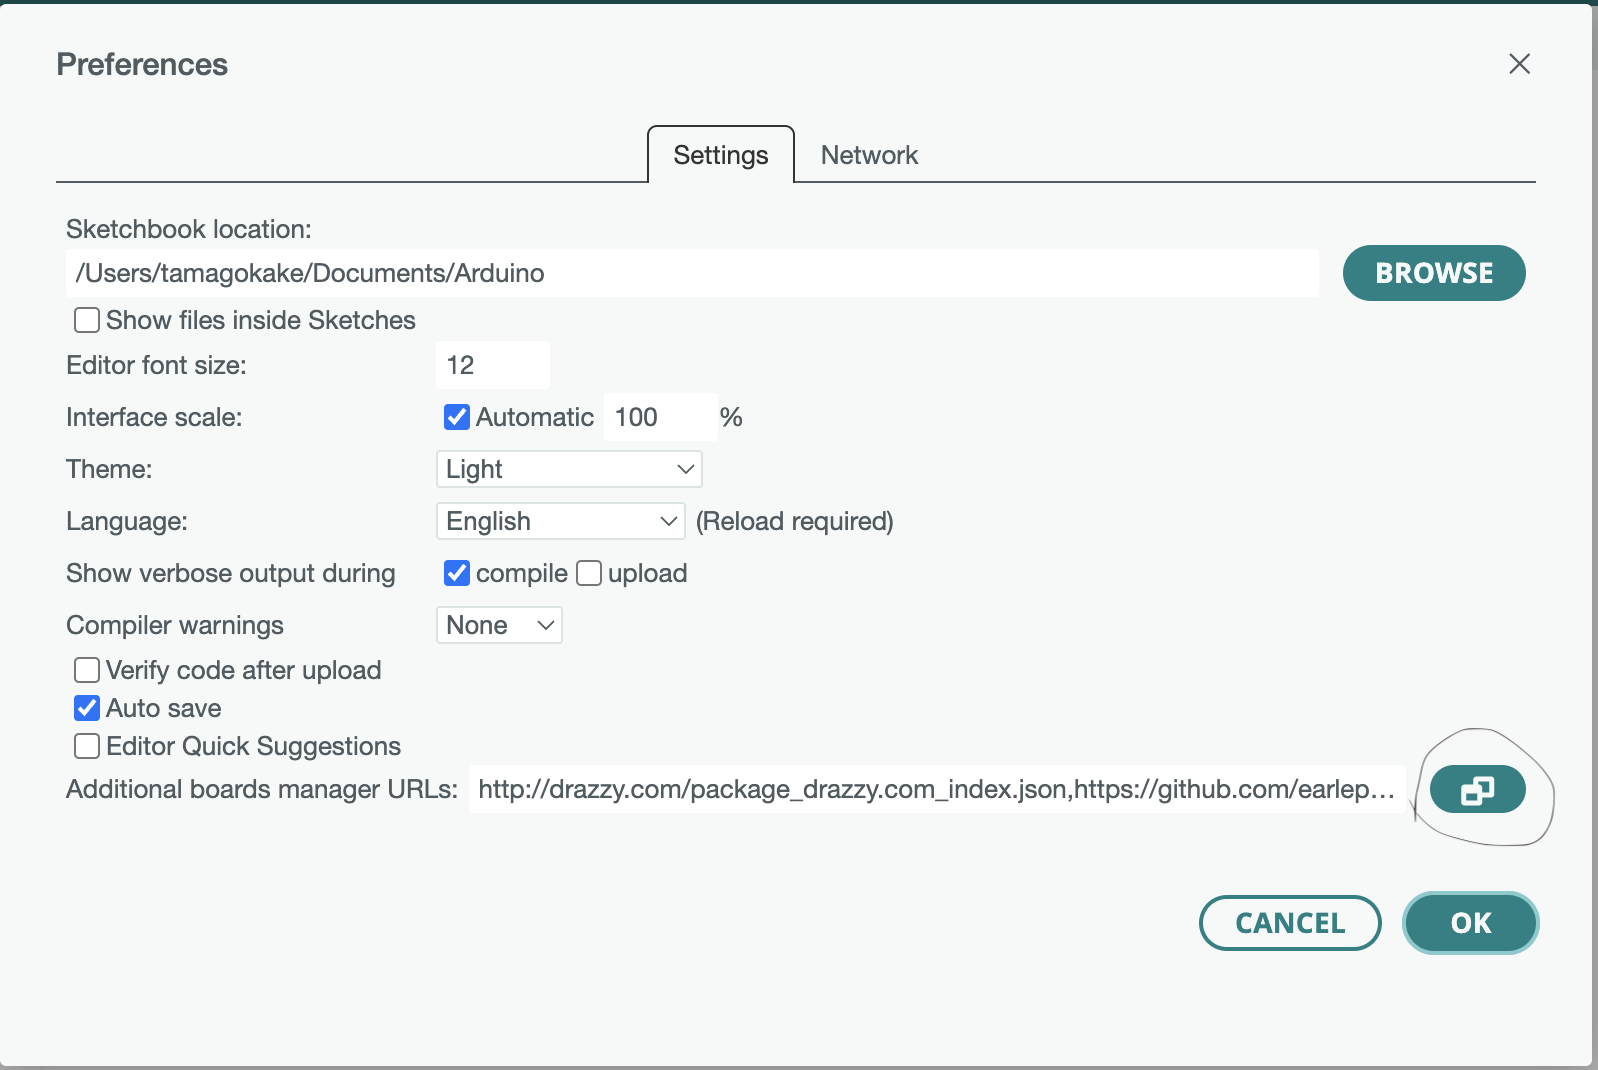 Preferences
Settings Network
Sketchbook location:
/Users/tamagokake/Documents/Arduino BROWSE
Show files inside Sketches
Editor font size: 12
Interface scale: Automatic 100 %
Theme: Light
Language: English (Reload required)
Show verbose output during compile upload
Compiler warnings None
Verify code after upload
Auto save
Editor Quick Suggestions
Additional boards manager URLs: http://drazzy.com/package_drazzy.com_index.json,https://github.com/earlep...
CANCEL OK